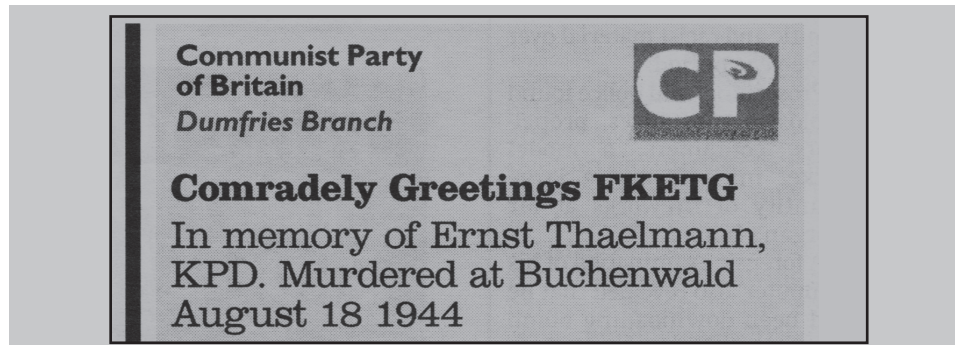 Communist Party
of Britain
Dumfries Branch
CP
Comradely Greetings FKETG
In memory of Ernst Thaelmann,
KPD. Murdered at Buchenwald
August 18 1944